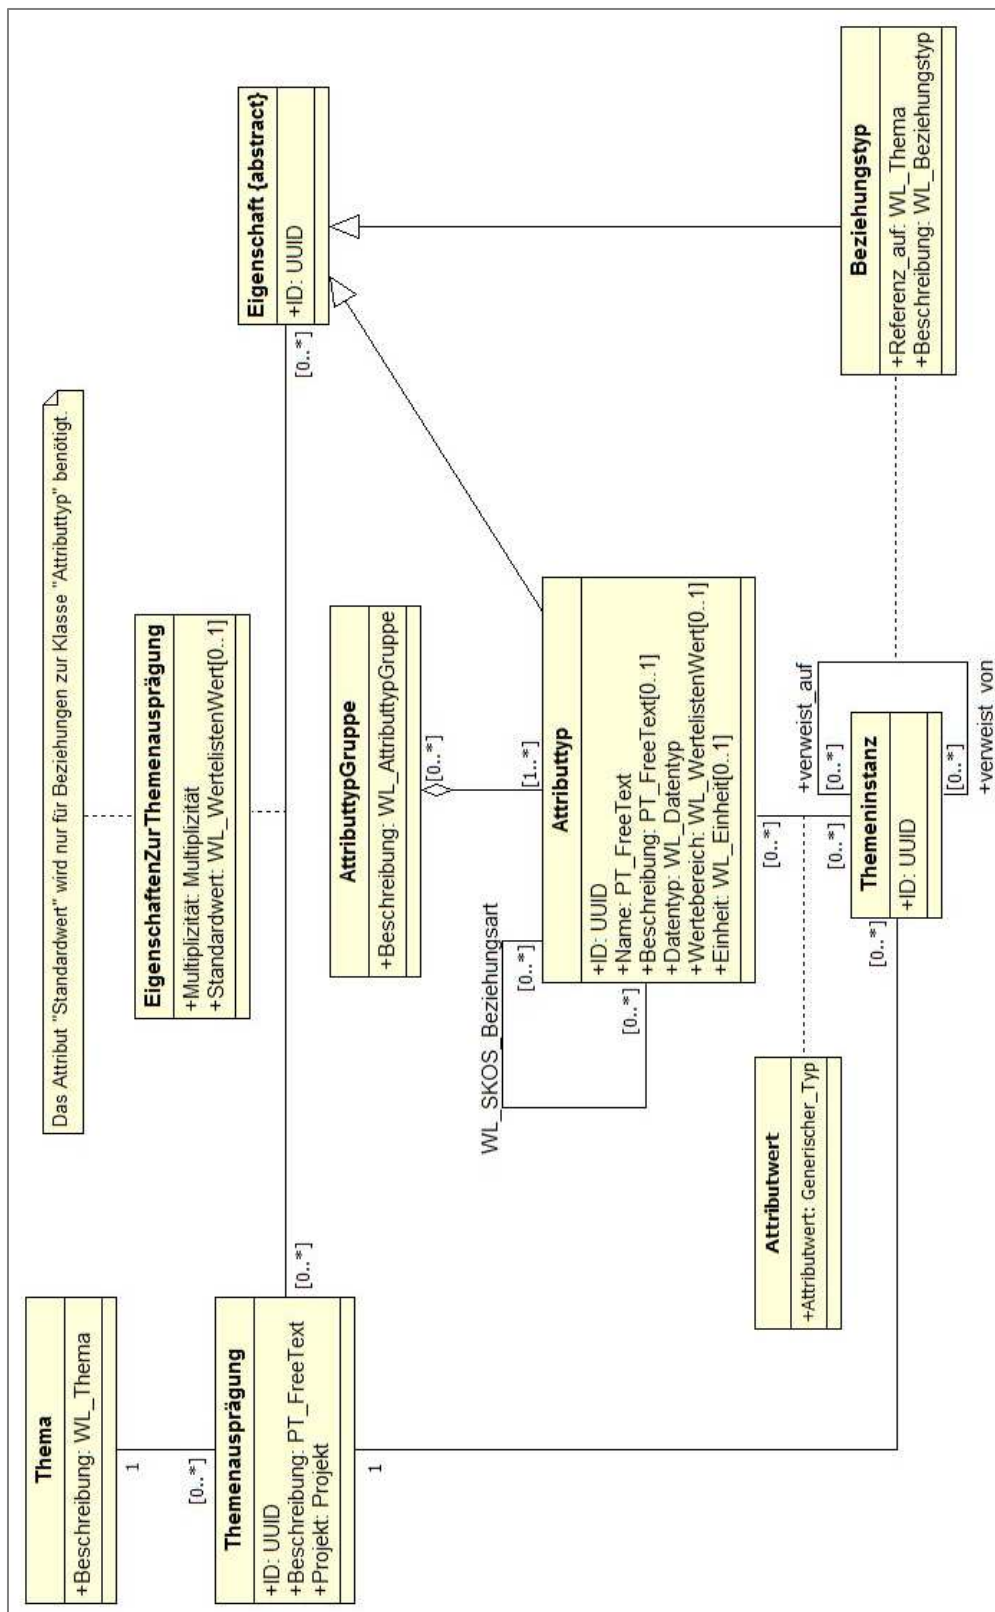 Das Attribut "Standardwert" wird nur für Beziehungen zur Klasse "Attributtyp" benötigt.
Thema
+Beschreibung: WL_Thema
1
[0..*]
Themenausprägung
+ID: UUID
+Beschreibung: PT_FreeText
+Projekt: Projekt
[0..*]
1
EigenschaftenZurThemenausprägung
+Multiplizität: Multiplizität
+Standardwert: WL_WertelistenWert[0..1]
Eigenschaft {abstract}
+ID: UUID
[0..*]
AttributtypGruppe
+Beschreibung: WL_AttributtypGruppe
[0..*]
[1..*]
WL_SKOS_Beziehungsart
[0..*]
[0..*]
Attributtyp
+ID: UUID
+Name: PT_FreeText
+Beschreibung: PT_FreeText[0..1]
+Datentyp: WL_Datentyp
+Wertebereich: WL_WertelistenWert[0..1]
+Einheit: WL_Einheit[0..1]
[0..*]
[0..*]
Attributwert
+Attributwert: Generischer_Typ
+verweist_auf
[0..*]
Themeninstanz
+ID: UUID
[0..*]
[0..*]
+verweist_von
Beziehungstyp
+Referenz_auf: WL_Thema
+Beschreibung: WL_Beziehungstyp